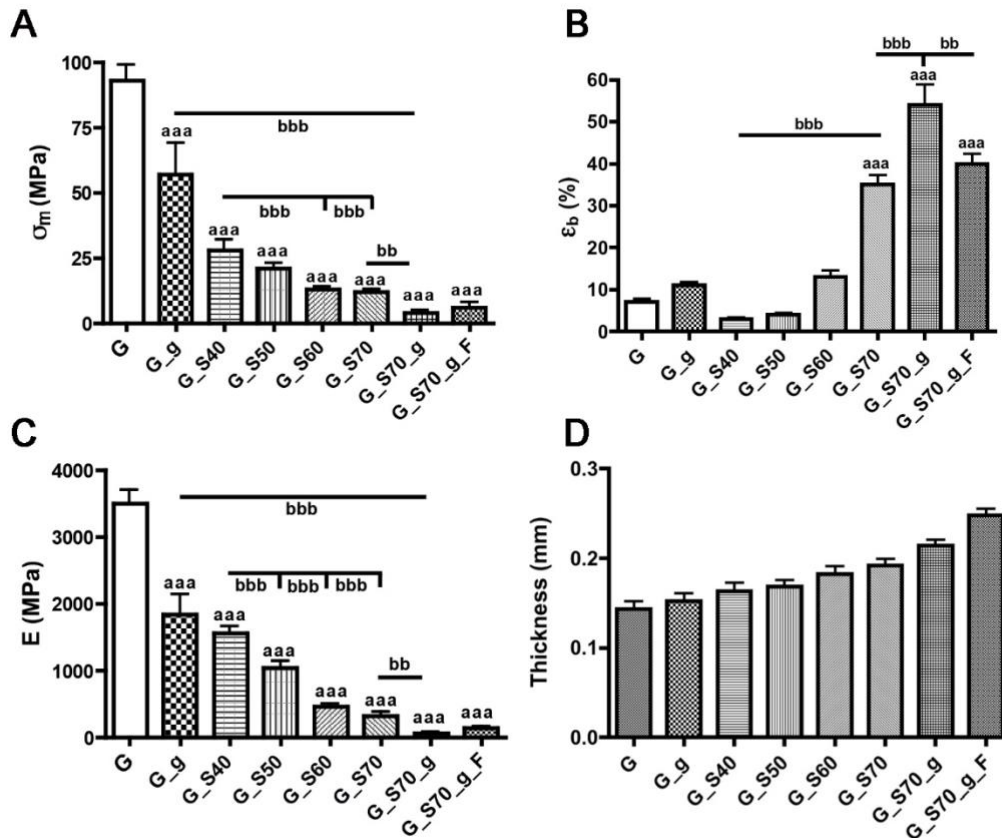 A
σm (MPa)
100
75
50
25
0
aaa
bbb
aaa
bbb
bbb
aaa
aaa
aaa
bb
aaa
aaa
G
G_g
G_S40
G_S50
G_S60
G_S70
G_S70_g
G_S70_g_F
B
εb (%)
60
50
40
30
20
10
0
bbb
bb
aaa
bbb
aaa
aaa
G
G_g
G_S40
G_S50
G_S60
G_S70
G_S70_g
G_S70_g_F
C
E (MPa)
4000
3000
2000
1000
0
bbb
aaa
bbb
bbb
bbb
aaa
aaa
bb
aaa
aaa
aaa
aaa
G
G_g
G_S40
G_S50
G_S60
G_S70
G_S70_g
G_S70_g_F
D
Thickness (mm)
0.3
0.2
0.1
0.0
G
G_g
G_S40
G_S50
G_S60
G_S70
G_S70_g
G_S70_g_F